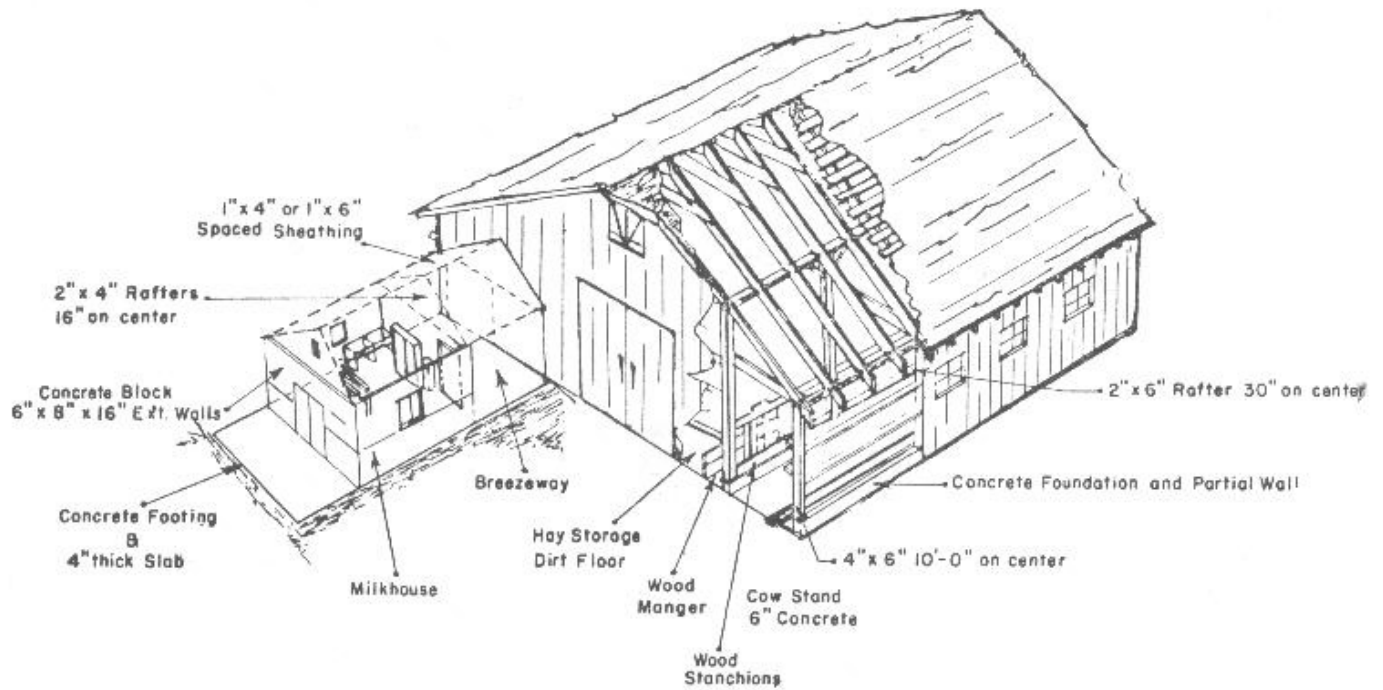 1"x 4" or 1"x 6"
Spaced Sheathing
2"x 4" Rafters
16" on center
Concrete Block
6"x 8"x 16" Ext. Walls
Concrete Footing
&
4" thick Slab
Milkhouse
Breezeway
Hay Storage
Dirt Floor
Wood
Manger
Cow Stand
6" Concrete
Wood
Stanchions
2"x 6" Rafter 30" on center
Concrete Foundation and Partial Wall
4"x 6" 10'-0" on center